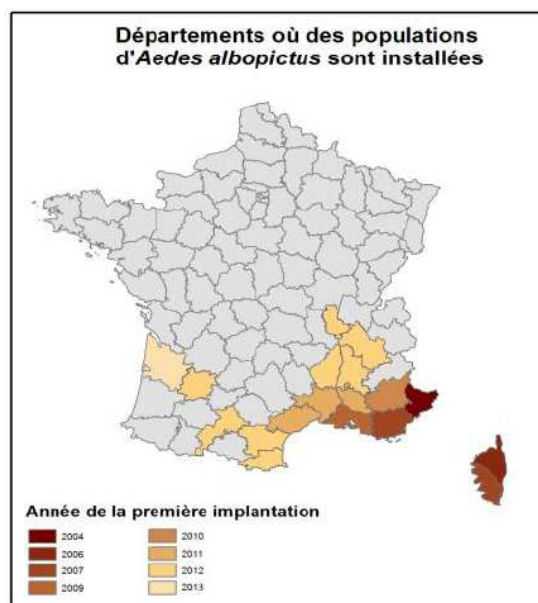 Départements où des populations
d'Aedes albopictus sont installées
Année de la première implantation
2004
2006
2007
2009
2010
2011
2012
2013